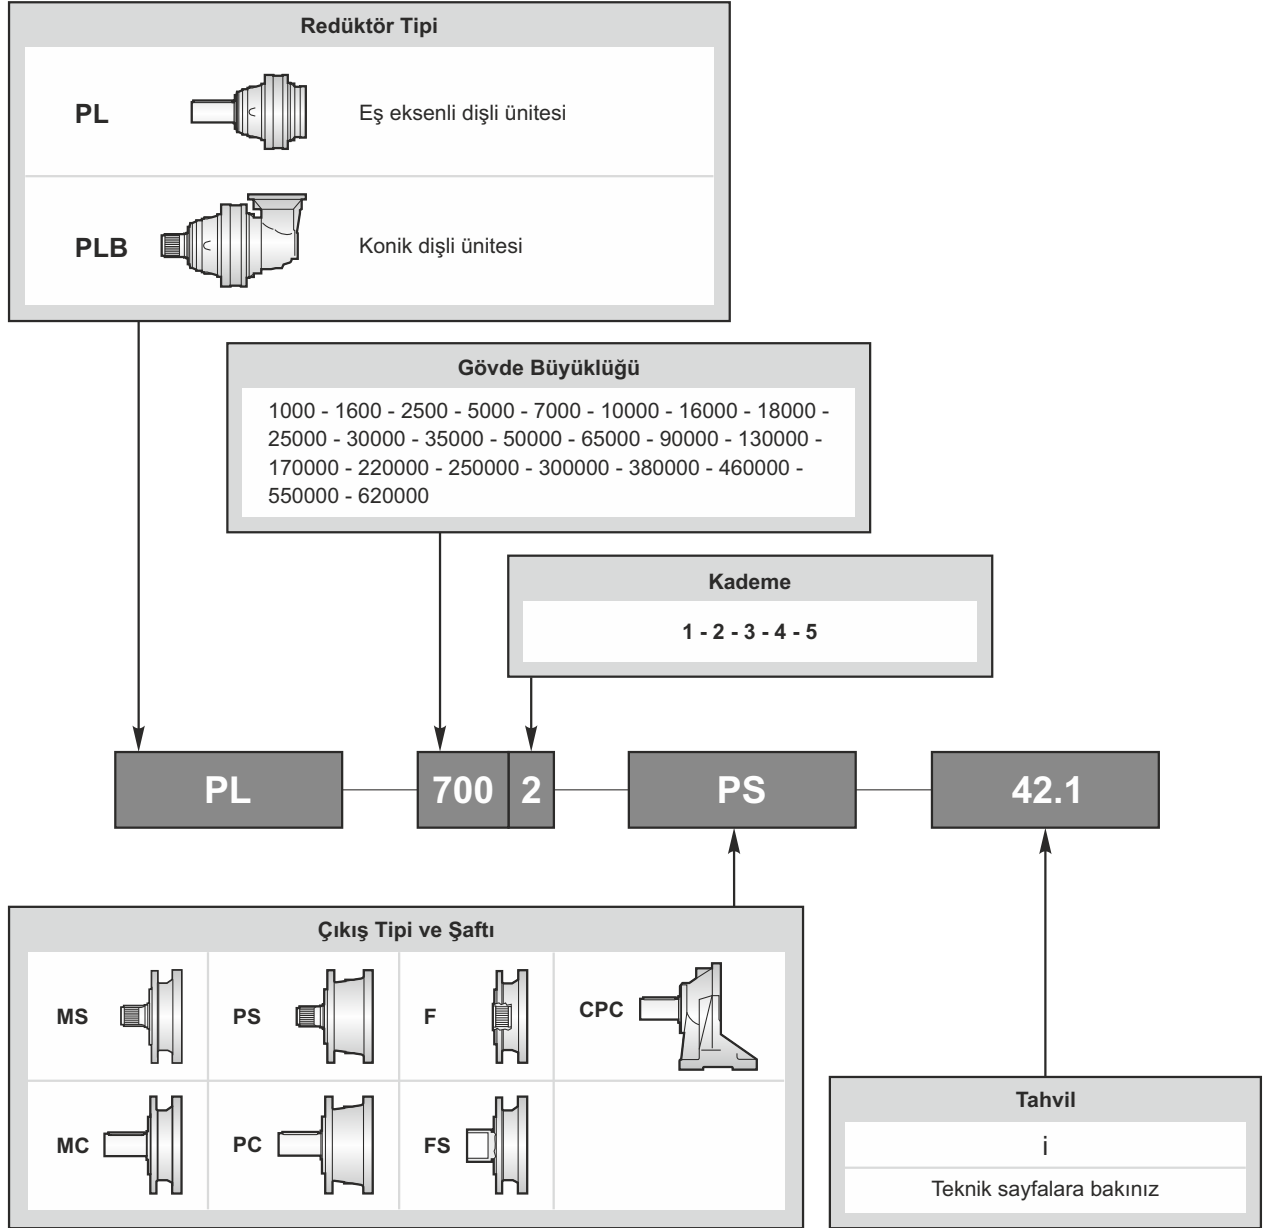 Redüktör Tipi
PL
Eş eksenli dişli ünitesi
PLB
Konik dişli ünitesi
Gövde Büyüklüğü
1000 - 1600 - 2500 - 5000 - 7000 - 10000 - 16000 - 18000 -
25000 - 30000 - 35000 - 50000 - 65000 - 90000 - 130000 -
170000 - 220000 - 250000 - 300000 - 380000 - 460000 -
550000 - 620000
Kademe
1 - 2 - 3 - 4 - 5
PL
700
2
PS
42.1
Çıkış Tipi ve Şaftı
MS
PS
F
CPC
MC
PC
FS
Tahvil
i
Teknik sayfalara bakınız